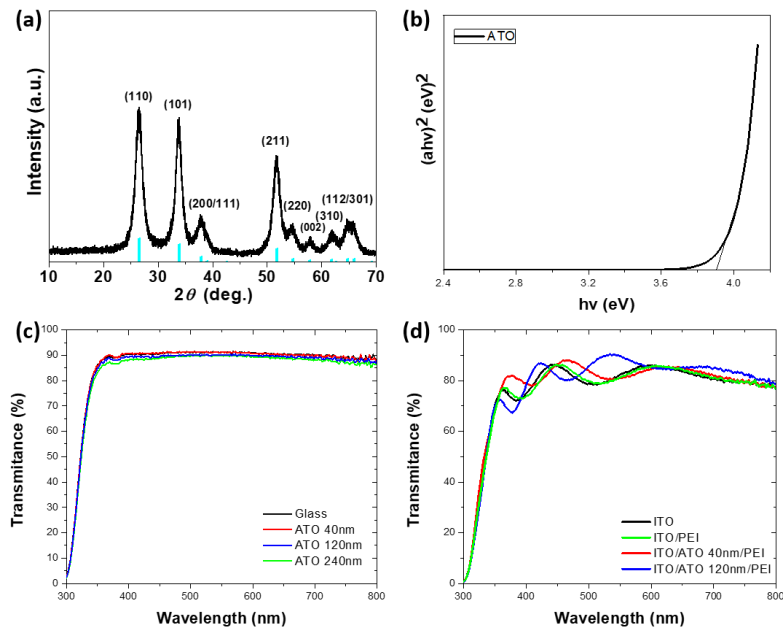 (a)
Intensity (a.u.)
(110)
(101)
(200/111)
(211)
(220)
(002)
(310)
(112/301)
10 20 30 40 50 60 70
2θ (deg.)
(b)
ATO
(ahv)2 (eV)2
2.4 2.8 3.2 3.6 4.0
hv (eV)
(c)
Transmitance (%)
100
90
80
70
60
50
40
30
20
10
0
Glass
ATO 40nm
ATO 120nm
ATO 240nm
300 400 500 600 700 800
Wavelength (nm)
(d)
Transmitance (%)
100
80
60
40
20
0
ITO
ITO/PEI
ITO/ATO 40nm/PEI
ITO/ATO 120nm/PEI
300 400 500 600 700 800
Wavelength (nm)